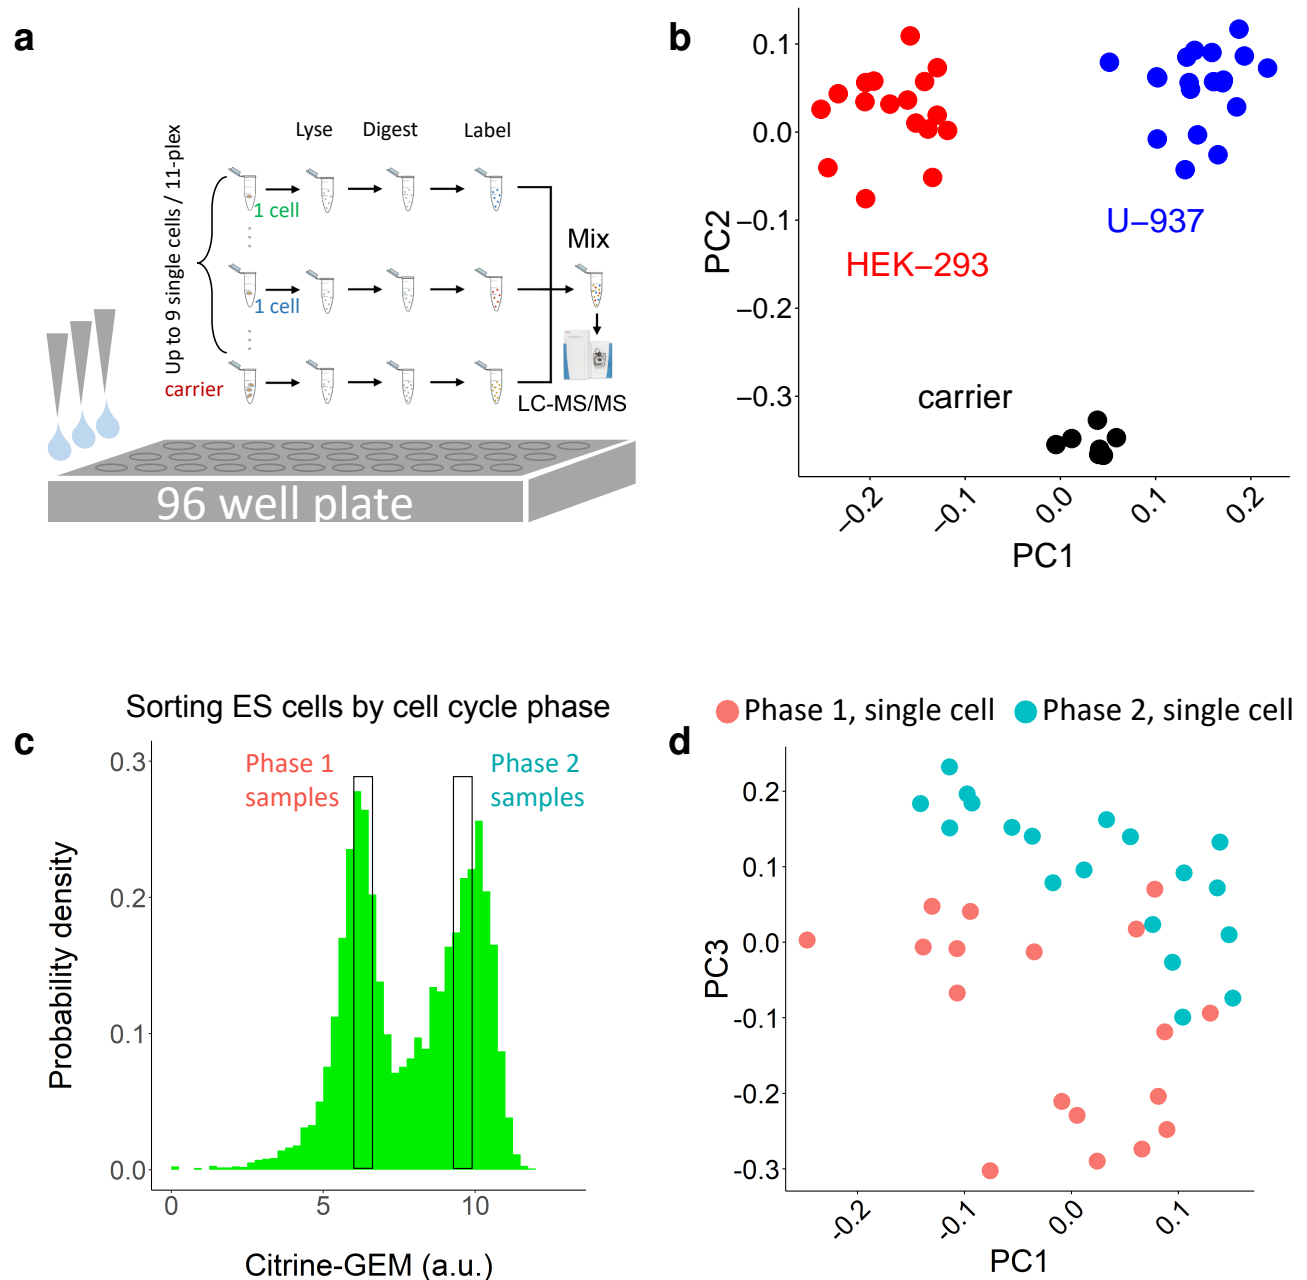 a
Up to 9 single cells / 11-plex
Lyse
Digest
Label
1 cell
1 cell
carrier
Mix
LC-MS/MS
96 well plate
b
PC2
0.1
0.0
−0.1
−0.2
−0.3
HEK−293
U−937
carrier
−0.2
−0.1
0.0
0.1
0.2
PC1
c
Sorting ES cells by cell cycle phase
Phase 1
samples
Phase 2
samples
Probability density
0.3
0.2
0.1
0.0
0
5
10
Citrine-GEM (a.u.)
d
Phase 1, single cell
Phase 2, single cell
PC3
0.2
0.1
0.0
-0.1
-0.2
-0.3
-0.2
-0.1
0.0
0.1
PC1